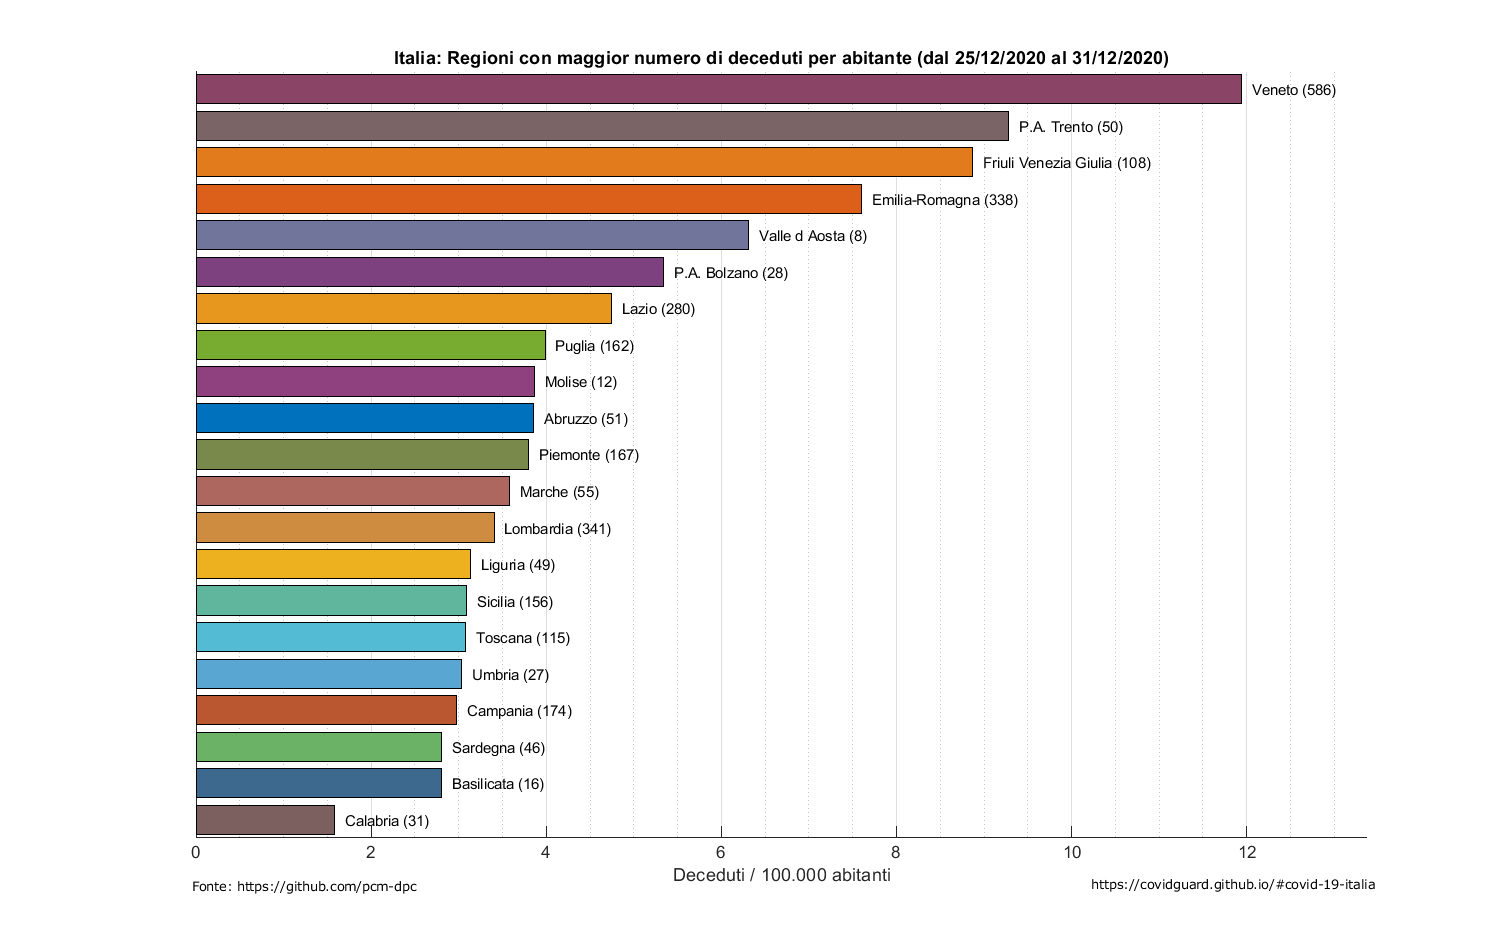 Italia: Regioni con maggior numero di deceduti per abitante (dal 25/12/2020 al 31/12/2020)
Veneto (586)
P.A. Trento (50)
Friuli Venezia Giulia (108)
Emilia-Romagna (338)
Valle d Aosta (8)
P.A. Bolzano (28)
Lazio (280)
Puglia (162)
Molise (12)
Abruzzo (51)
Piemonte (167)
Marche (55)
Lombardia (341)
Liguria (49)
Sicilia (156)
Toscana (115)
Umbria (27)
Campania (174)
Sardegna (46)
Basilicata (16)
Calabria (31)
0 2 4 6 8 10 12
Deceduti / 100.000 abitanti
Fonte: https://github.com/pcm-dpc
https://covidguard.github.io/#covid-19-italia